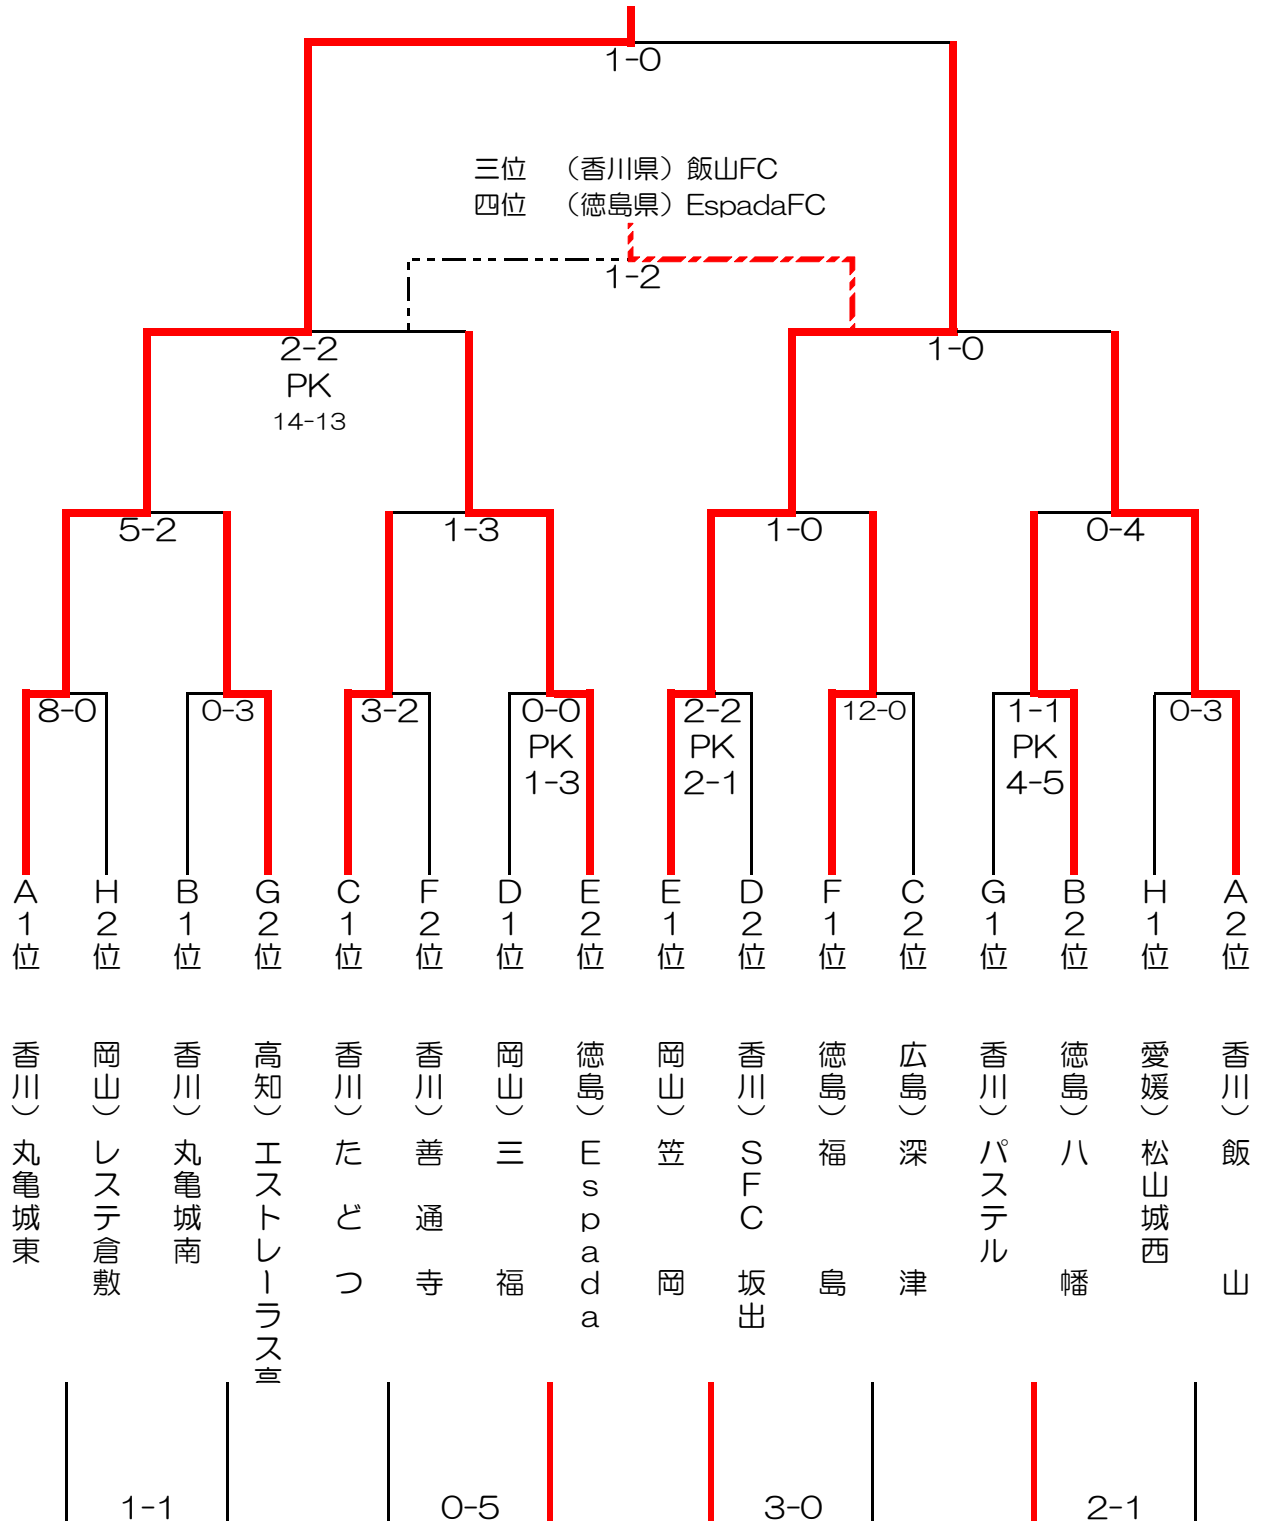 1-0
三位 （香川県）飯山FC
四位 （徳島県）EspadaFC
1-2
2-2
PK
14-13
1-0
5-2
1-3
1-0
0-4
8-0
0-3
3-2
0-0
PK
1-3
2-2
PK
2-1
12-0
1-1
PK
4-5
0-3
A1位 香川）丸亀城東
H2位 岡山）レステ倉敷
B1位 香川）丸亀城南
G2位 高知）エストレーラス高
C1位 香川）たどつ
F2位 香川）善通寺
D1位 岡山）三福
E2位 徳島）Espada
E1位 岡山）笠岡
D2位 香川）SFC坂出
F1位 徳島）福島
C2位 広島）深津
G1位 香川）パステル
B2位 徳島）八幡
H1位 愛媛）松山城西
A2位 香川）飯山
1-1
0-5
3-0
2-1